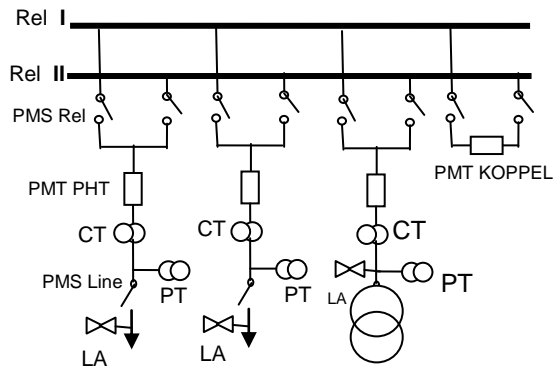 Rel I
Rel II
PMS Rel
PMT KOPPEL
PMT PHT
CT
CT
CT
PMS Line
PT
PT
PT
LA
LA
LA